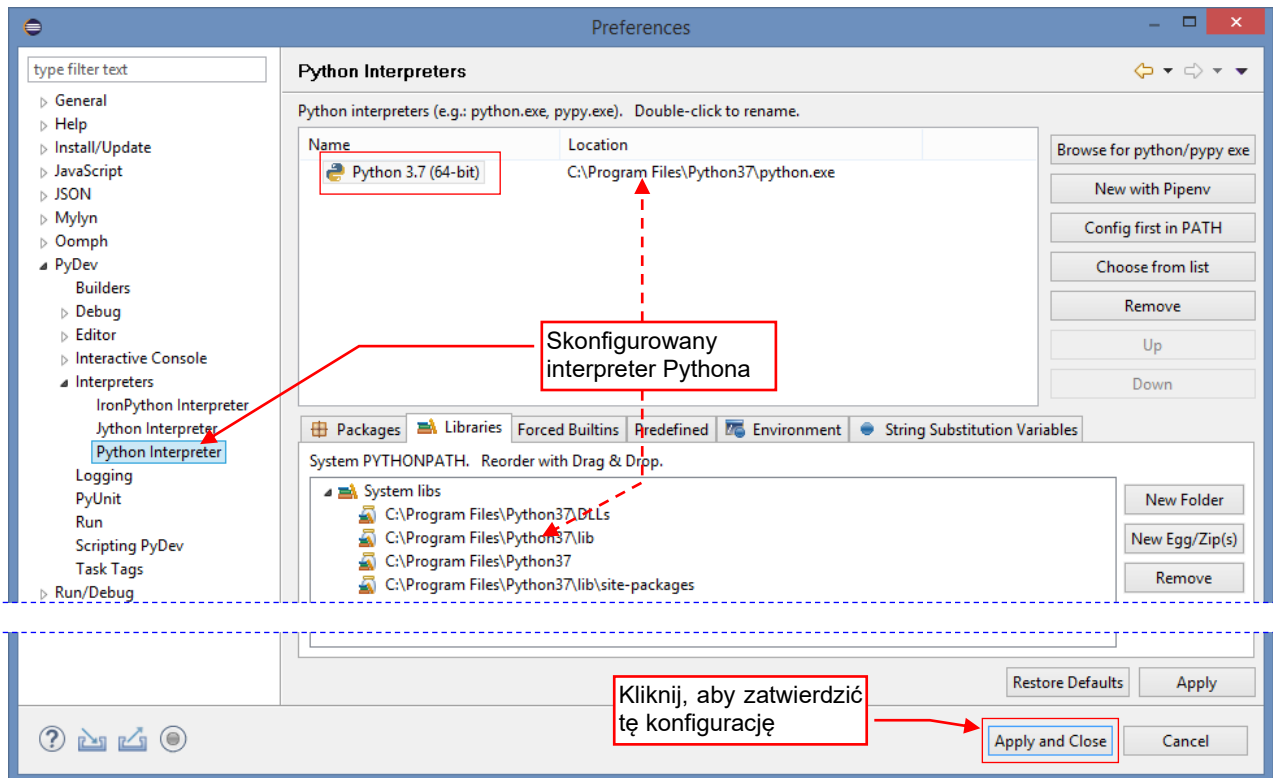 Preferences
type filter text
General
Help
Install/Update
JavaScript
JSON
Mylyn
Oomph
PyDev
Builders
Debug
Editor
Interactive Console
Interpreters
IronPython Interpreter
Jython Interpreter
Python Interpreter
Logging
PyUnit
Run
Scripting PyDev
Task Tags
Run/Debug
Python Interpreters
Python interpreters (e.g.: python.exe, pypy.exe).   Double-click to rename.
Name Location
Python 3.7 (64-bit) C:\Program Files\Python37\python.exe
Browse for python/pypy exe
New with Pipenv
Config first in PATH
Choose from list
Remove
Up
Down
Skonfigurowany
interpreter Pythona
Packages Libraries Forced Builtins Predefined Environment String Substitution Variables
System PYTHONPATH.   Reorder with Drag & Drop.
System libs
C:\Program Files\Python37\DLLs
C:\Program Files\Python37\lib
C:\Program Files\Python37
C:\Program Files\Python37\lib\site-packages
New Folder
New Egg/Zip(s)
Remove
Restore Defaults Apply
Kliknij, aby zatwierdzić
tę konfigurację
Apply and Close Cancel